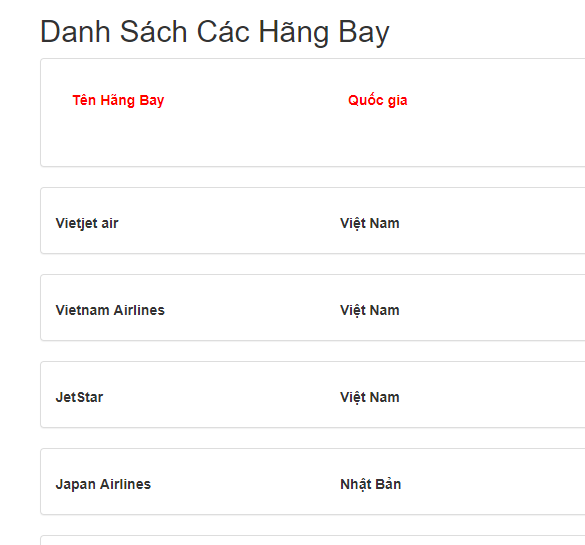 Danh Sách Các Hãng Bay
Tên Hãng Bay Quốc gia
Vietjet air Việt Nam
Vietnam Airlines Việt Nam
JetStar Việt Nam
Japan Airlines Nhật Bản